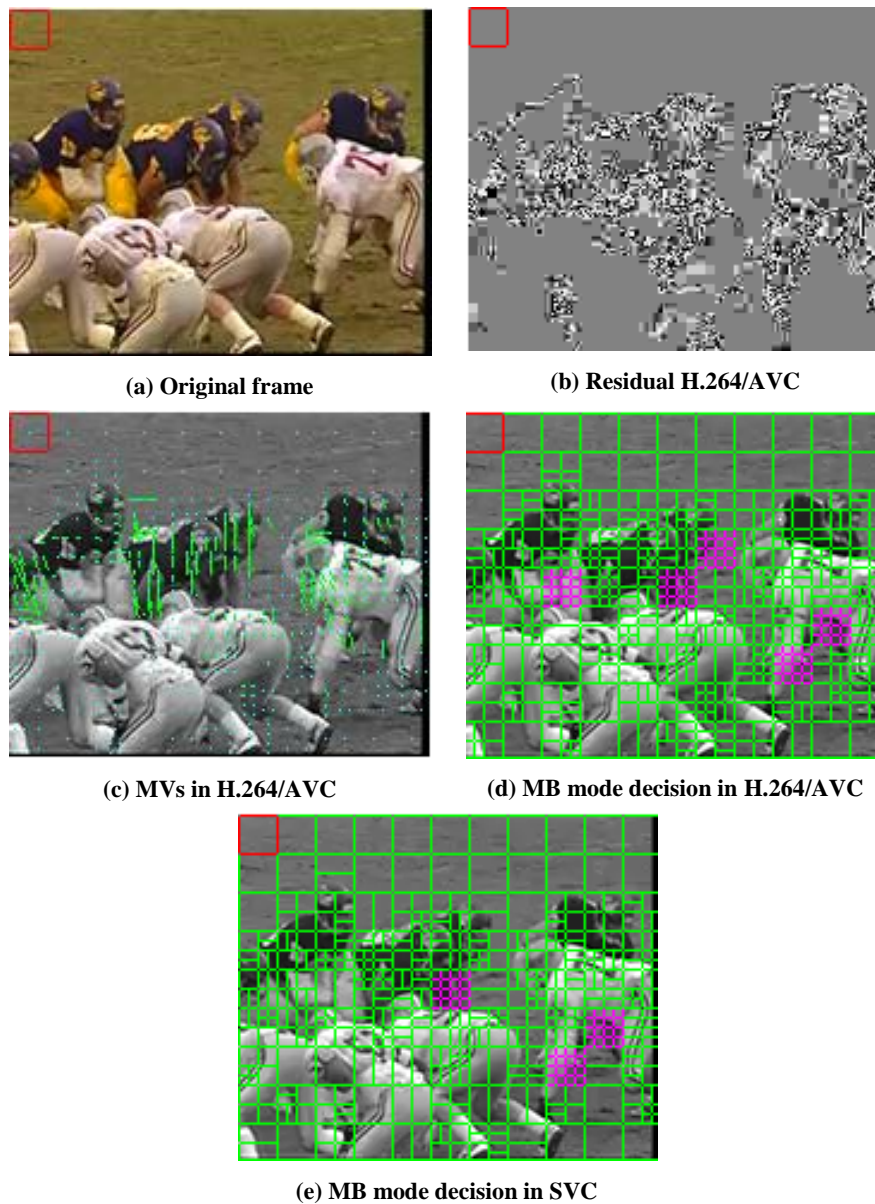 (a) Original frame
(b) Residual H.264/AVC
(c) MVs in H.264/AVC
(d) MB mode decision in H.264/AVC
(e) MB mode decision in SVC